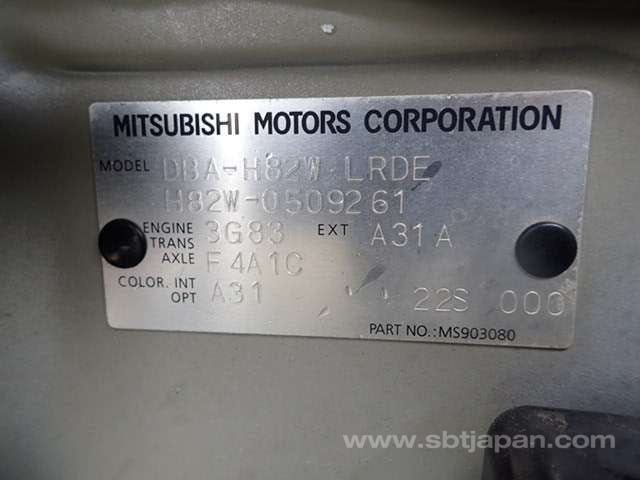 MITSUBISHI MOTORS CORPORATION
MODEL DBA-H82W LRDE
H82W-0509261
ENGINE 3G83 EXT A31A
TRANS AXLE F4A1C
COLOR. INT OPT A31 22S 000
PART NO.:MS903080
www.sbtjapan.com